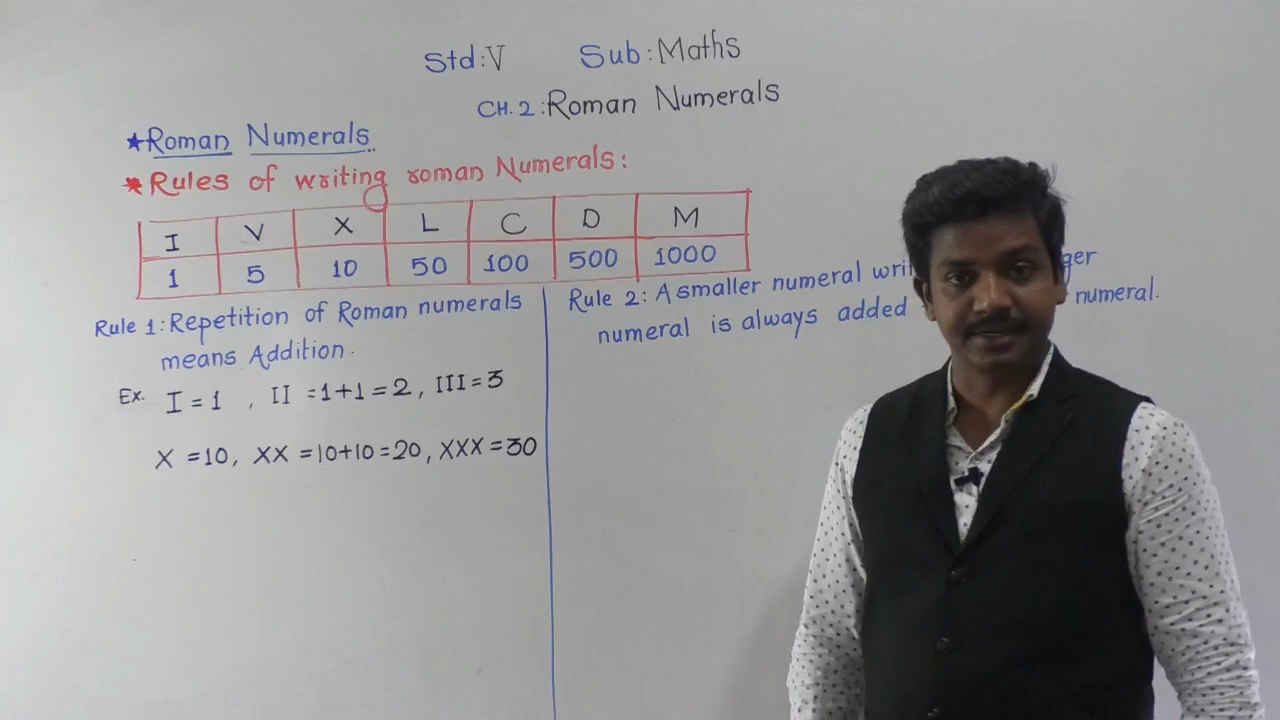 Std:V Sub:Maths
CH.2:Roman Numerals
★Roman Numerals
★Rules of writing roman Numerals:
I V X L C D M
1 5 10 50 100 500 1000
Rule 1:Repetition of Roman numerals
means Addition.
Ex. I = 1 , II = 1+1 = 2, III = 3
X = 10, XX = 10+10 = 20, XXX = 30
Rule 2: A smaller numeral
numeral is always added numeral.